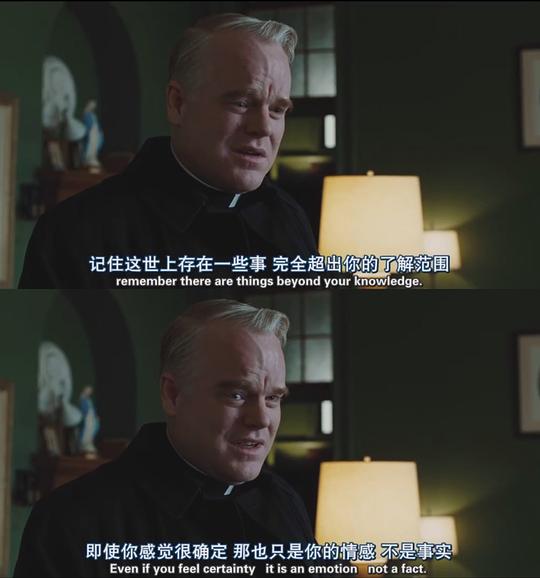 记住这世上存在一些事 完全超出你的了解范围
remember there are things beyond your knowledge.
即使你感觉很确定 那也只是你的情感 不是事实
Even if you feel certainty it is an emotion not a fact.